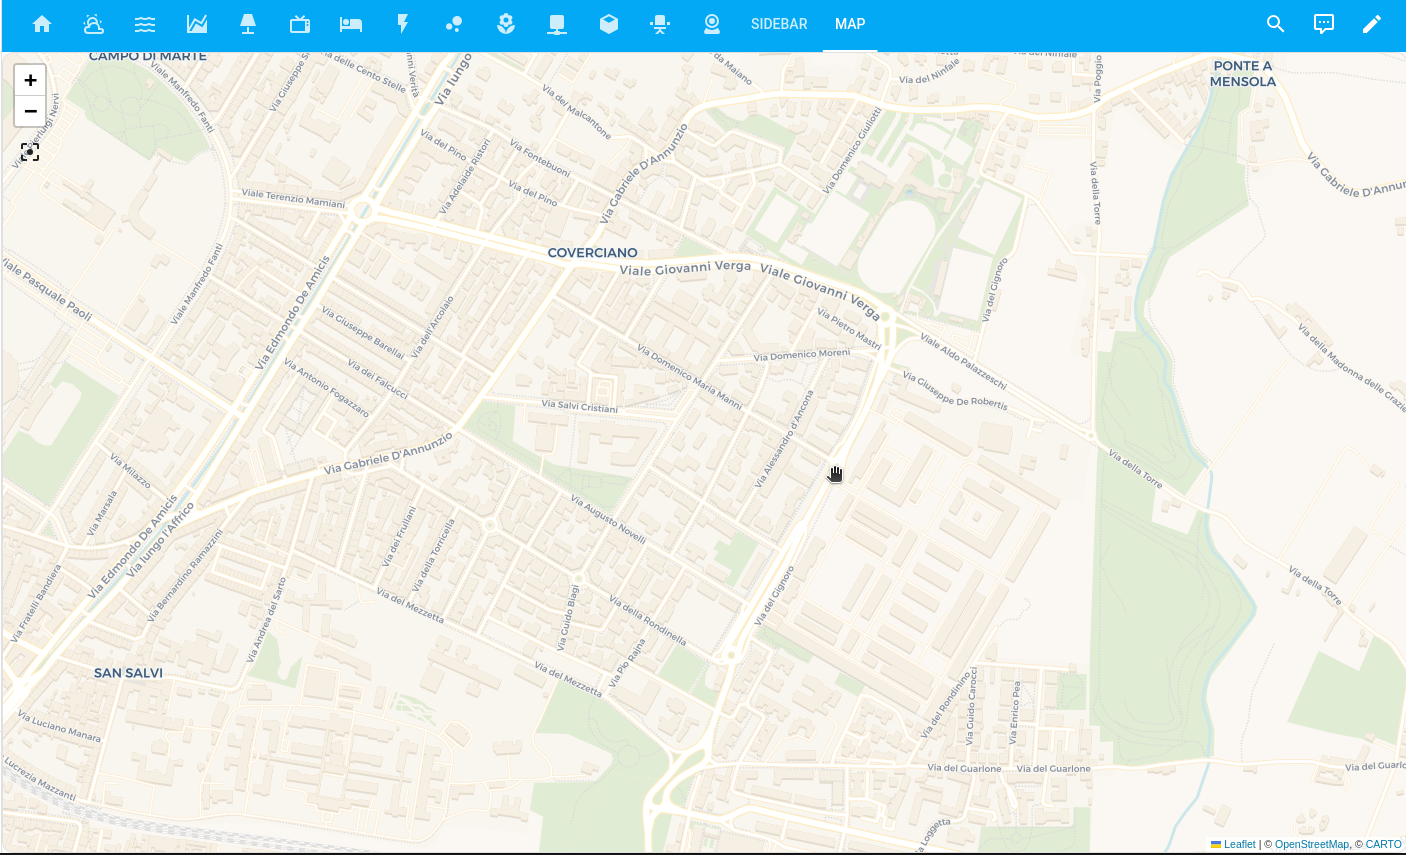 SIDEBAR
MAP
CAMPO DI MARTE
Via lungo
da Maiano
Via del Ninfale
PONTE A
MENSOLA
+
−
Viale Manfredo Fanti
Via delle Cento Stelle
Via del Malcantone
Via Poggio
Via del Pino
Via Adelaide Ristori
Via Fontebuoni
Via del Pino
Via Gabriele D'Annunzio
Via Domenico Giuliotti
Via della Torre
Via Gabriele D'Annun
Viale Terenzio Mamiani
COVERCIANO
Viale Giovanni Verga
Viale Giovanni Verga
Viale Manfredo Fanti
Viale Pasquale Paoli
Via Edmondo De Amicis
Via Giuseppe Barellai
Via dell'Arcolaio
Via del Gignoro
Via Pietro Mastri
Via Domenico Moreni
Viale Aldo Palazzeschi
Via della Madonna delle Grazie
Via Antonio Fogazzaro
Via dei Falcucci
Via Domenico Maria Manni
Via Giuseppe De Robertis
Via Salvi Cristiani
Via Alessandro d'Ancona
Via Gabriele D'Annunzio
Via Milazzo
Via Marsala
Via della Torre
Via Edmondo De Amicis
Via lungo l'Affrico
Via dei Frullani
Via della Torricella
Via Augusto Novelli
Via Fratelli Bandiera
Via Bernardino Ramazzini
Via Andrea del Sarto
Via del Mezzetta
Via Guido Biagi
Via della Rondinella
Via del Gignoro
Via della Torre
SAN SALVI
Via del Mezzetta
Via Pio Rajna
Via del Rondinino
Via Guido Carocci
Via Enrico Pea
Via Luciano Manara
Lucrezia Mazzanti
Via del Guarlone
Via del Guarlone
Via del Guarlo
Loggetta
Leaflet | © OpenStreetMap, © CARTO